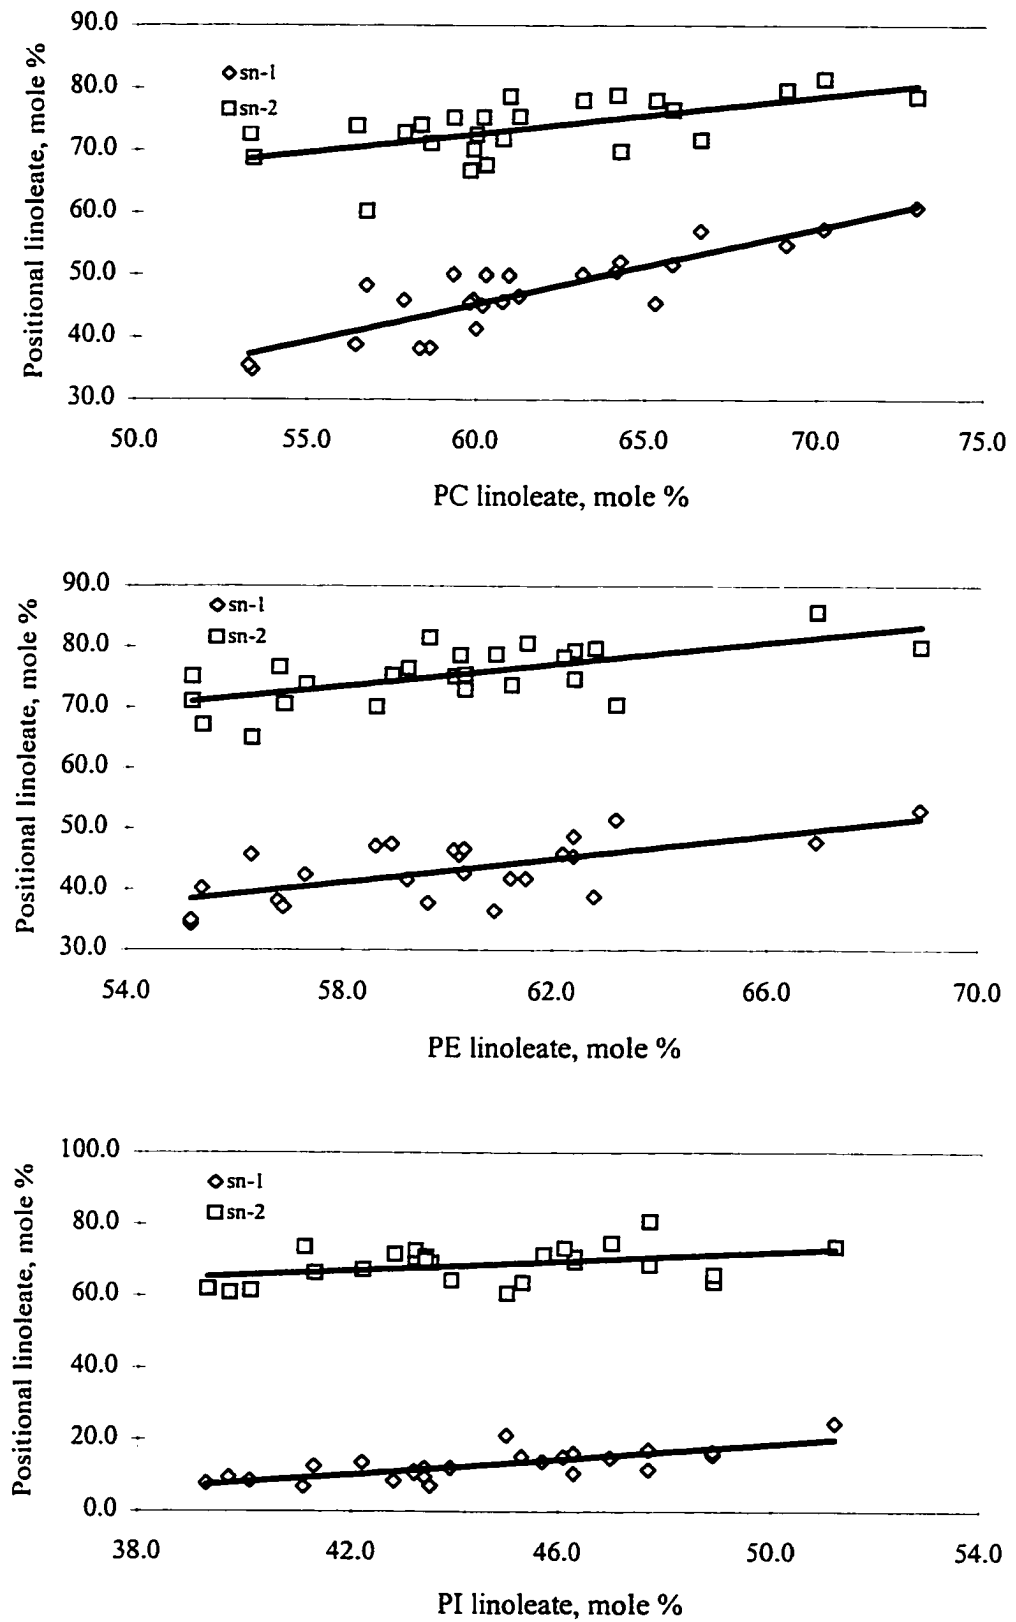 Positional linoleate, mole %
90.0
80.0
70.0
60.0
50.0
40.0
30.0
sn-1
sn-2
50.0 55.0 60.0 65.0 70.0 75.0
PC linoleate, mole %
Positional linoleate, mole %
90.0
80.0
70.0
60.0
50.0
40.0
30.0
sn-1
sn-2
54.0 58.0 62.0 66.0 70.0
PE linoleate, mole %
Positional linoleate, mole %
100.0
80.0
60.0
40.0
20.0
0.0
sn-1
sn-2
38.0 42.0 46.0 50.0 54.0
PI linoleate, mole %